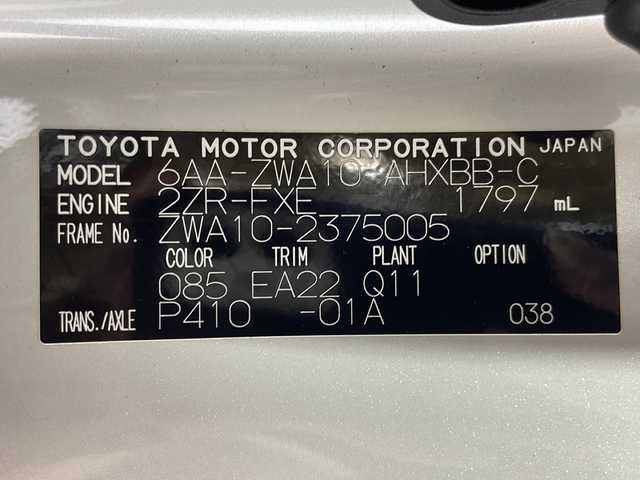 TOYOTA MOTOR CORPORATION JAPAN
MODEL 6AA-ZWA10-AHXBB-C
ENGINE 2ZR-FXE 1797 mL
FRAME No. ZWA10-2375005
COLOR TRIM PLANT OPTION
085 EA22 Q11
TRANS./AXLE P410 -01A 038